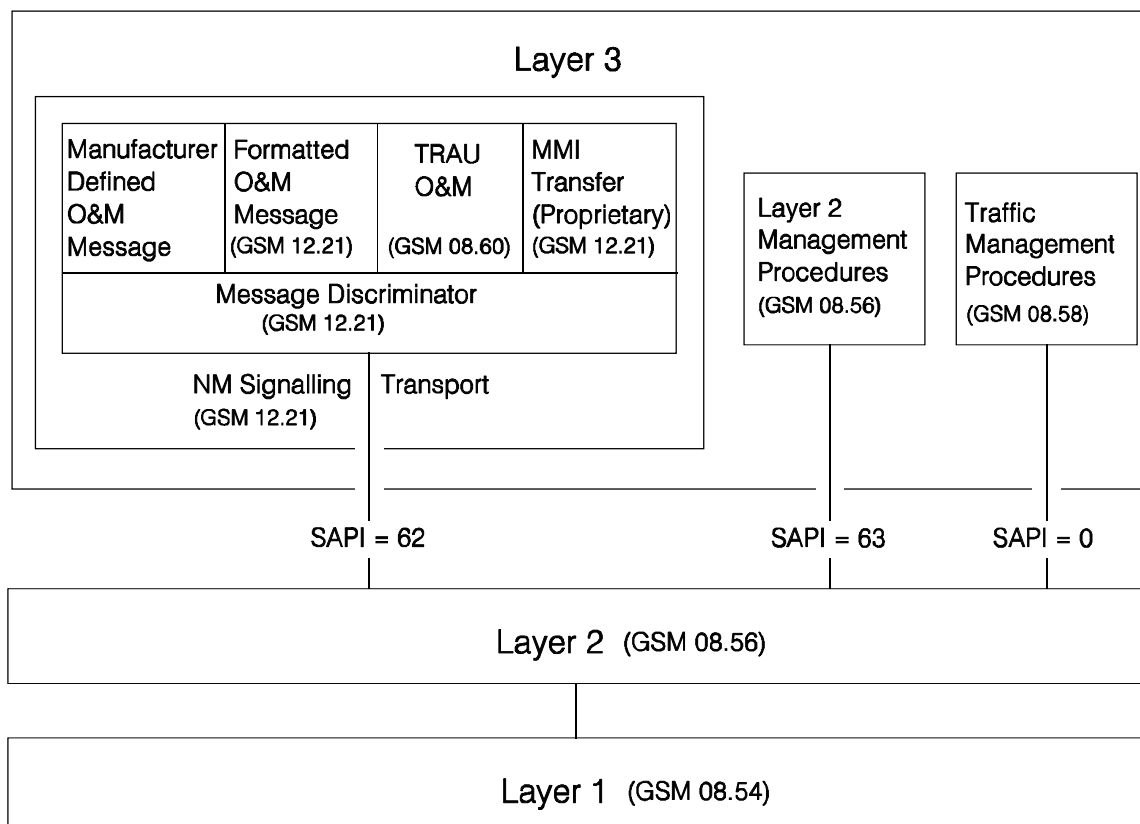 Layer 3
Manufacturer
Defined
O&M
Message
Formatted
O&M
Message
(GSM 12.21)
TRAU
O&M
(GSM 08.60)
MMI
Transfer
(Proprietary)
(GSM 12.21)
Message Discriminator
(GSM 12.21)
NM Signalling Transport
(GSM 12.21)
Layer 2
Management
Procedures
(GSM 08.56)
Traffic
Management
Procedures
(GSM 08.58)
SAPI = 62
SAPI = 63
SAPI = 0
Layer 2 (GSM 08.56)
Layer 1 (GSM 08.54)